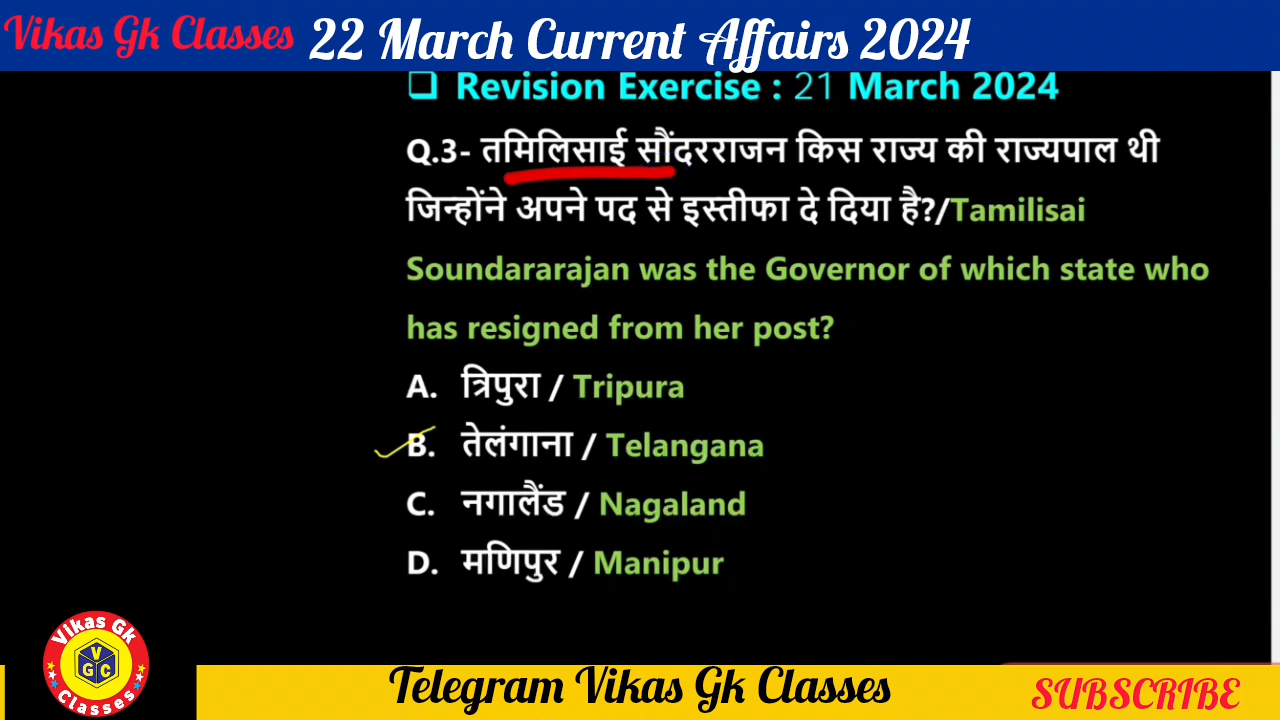 Vikas Gk Classes 22 March Current Affairs 2024
❑ Revision Exercise : 21 March 2024
Q.3- तमिलिसाई सौंदरराजन किस राज्य की राज्यपाल थी
जिन्होंने अपने पद से इस्तीफा दे दिया है?/Tamilisai
Soundararajan was the Governor of which state who
has resigned from her post?
A. त्रिपुरा / Tripura
B. तेलंगाना / Telangana
C. नगालैंड / Nagaland
D. मणिपुर / Manipur
Vikas Gk
V
G C
Classes
Telegram Vikas Gk Classes
SUBSCRIBE